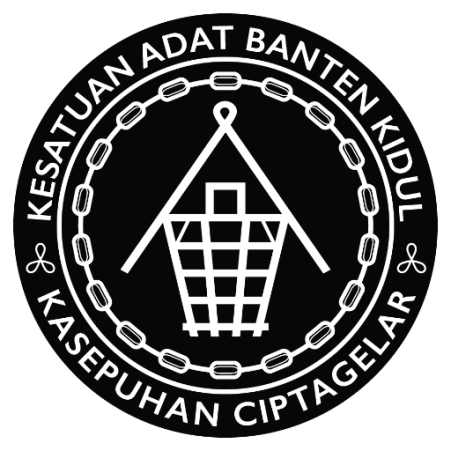 KESATUAN ADAT BANTEN KIDUL
KASEPUHAN CIPTAGELAR